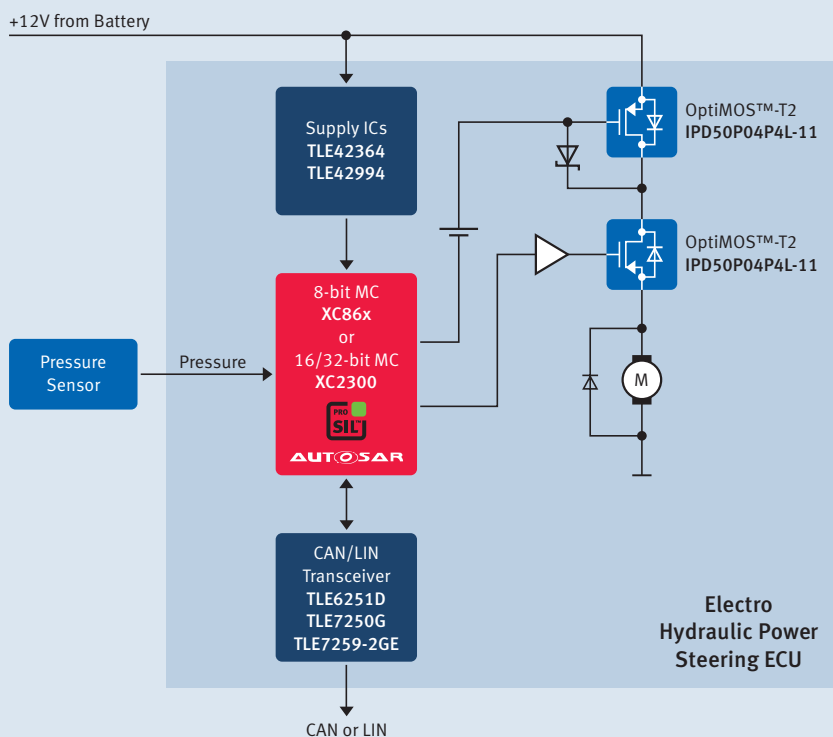 +12V from Battery
Supply ICs
TLE42364
TLE42994
OptiMOS™-T2
IPD50P04P4L-11
OptiMOS™-T2
IPD50P04P4L-11
8-bit MC
XC86x
or
16/32-bit MC
XC2300
PRO
SIL™
AUTOSAR
Pressure
Sensor
Pressure
M
CAN/LIN
Transceiver
TLE6251D
TLE7250G
TLE7259-2GE
Electro
Hydraulic Power
Steering ECU
CAN or LIN